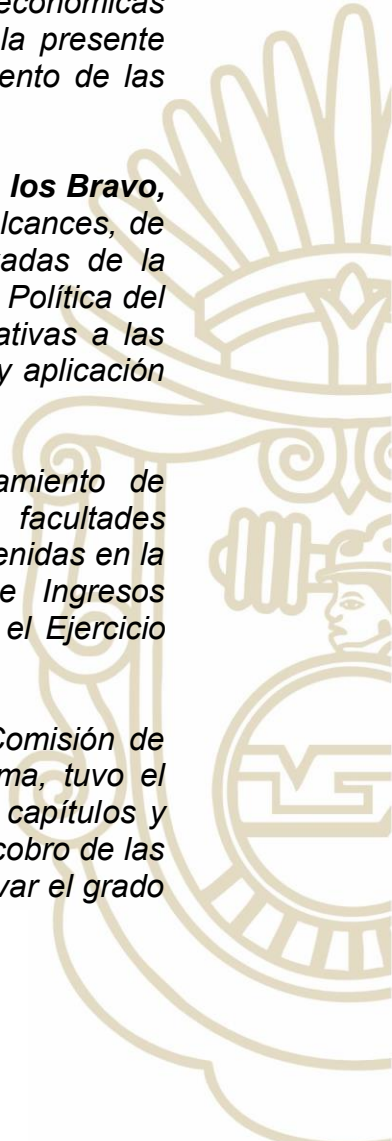 económicas
la presente
ento de las
los Bravo,
lcances, de
adas de la
Política del
ativas a las
y aplicación
amiento de
facultades
enidas en la
e Ingresos
el Ejercicio
Comisión de
ma, tuvo el
capítulos y
cobro de las
var el grado